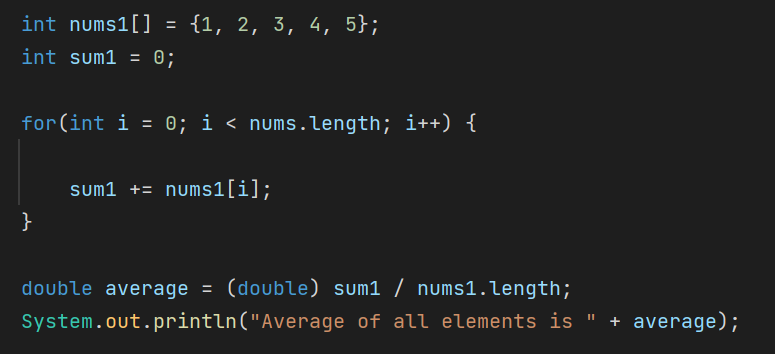 int nums1[] = {1, 2, 3, 4, 5};
int sum1 = 0;
for(int i = 0; i < nums.length; i++) {
sum1 += nums1[i];
}
double average = (double) sum1 / nums1.length;
System.out.println("Average of all elements is " + average);